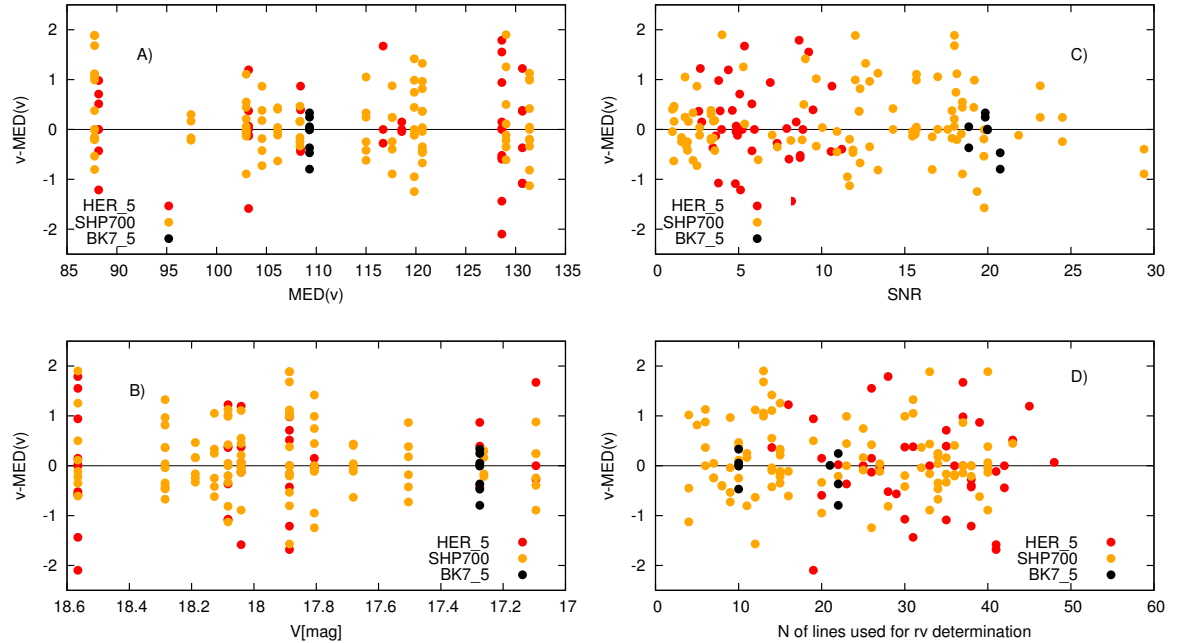 A)
v-MED(v)
2
1
0
-1
-2
HER_5
SHP700
BK7_5
85 90 95 100 105 110 115 120 125 130 135
MED(v)
C)
v-MED(v)
2
1
0
-1
-2
HER_5
SHP700
BK7_5
0 5 10 15 20 25 30
SNR
B)
v-MED(v)
2
1
0
-1
-2
HER_5
SHP700
BK7_5
18.6 18.4 18.2 18 17.8 17.6 17.4 17.2 17
V[mag]
D)
v-MED(v)
2
1
0
-1
-2
HER_5
SHP700
BK7_5
0 10 20 30 40 50 60
N of lines used for rv determination